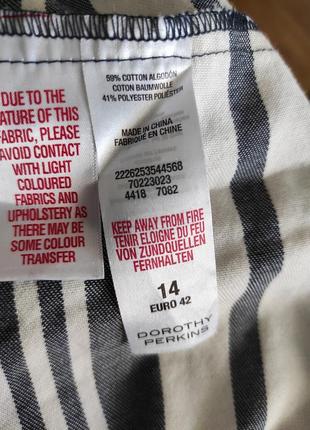 DUE TO THE
NATURE OF THIS
FABRIC, PLEASE
AVOID CONTACT
WITH LIGHT
COLOURED
FABRICS AND
UPHOLSTERY AS
THERE MAY BE
SOME COLOUR
TRANSFER
59% COTTON ALGODÓN
COTON BAUMWOLLE
41% POLYESTER POLIÉSTER
MADE IN CHINA
FABRIQUÉ EN CHINE
2226253544568
70223023
4418 7082
KEEP AWAY FROM FIRE
TENIR ELOIGNE DU FEU
VON ZUNDQUELLEN
FERNHALTEN
14
EURO 42
DOROTHY
PERKINS